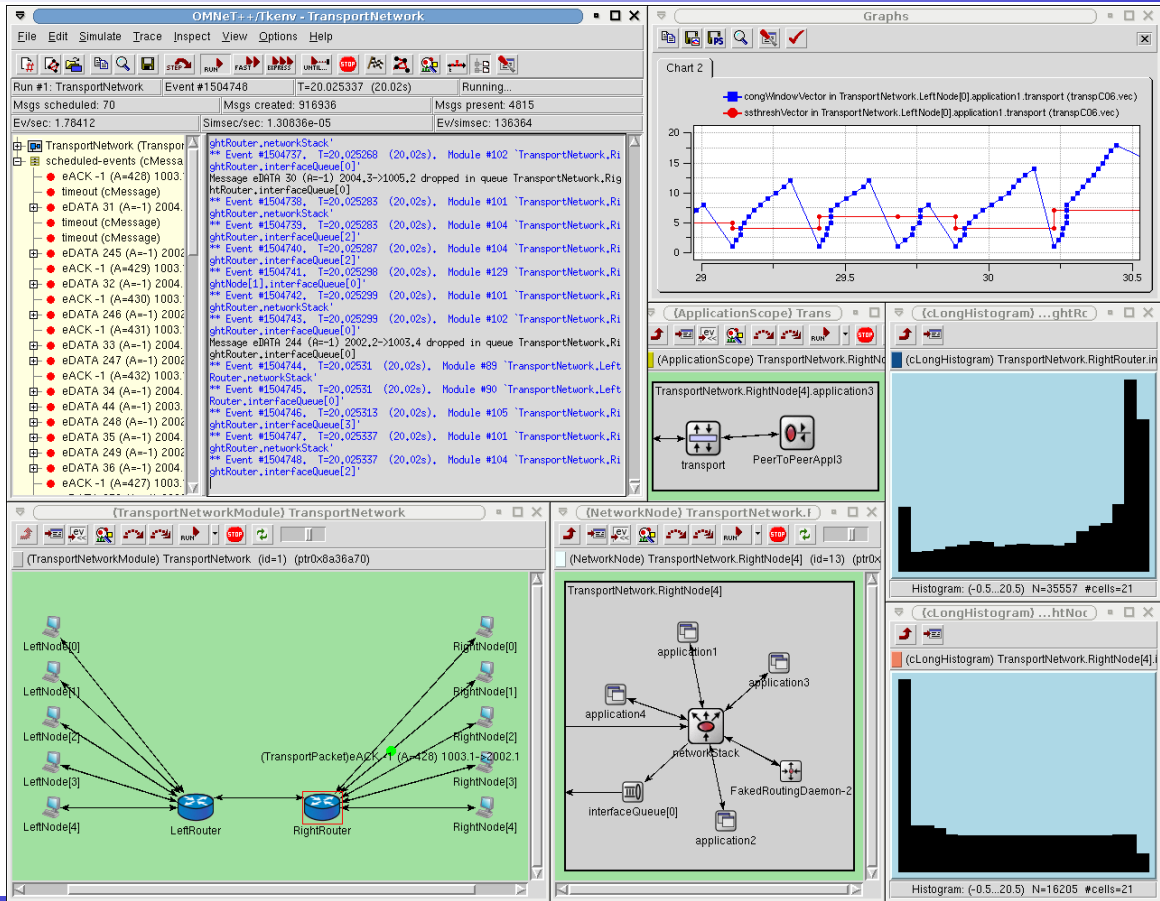 OMNeT++/Tkenv - TransportNetwork
File Edit Simulate Trace Inspect View Options Help
STEP RUN FAST EXPRESS UNTIL... STOP
Run #1: TransportNetwork Event #1504748 T=20.025337 (20.02s) Running...
Msgs scheduled: 70 Msgs created: 916936 Msgs present: 4815
Ev/sec: 1.78412 Simsec/sec: 1.30836e-05 Ev/simsec: 136364
TransportNetwork (Transpor
scheduled-events (cMessa
eACK -1 (A=428) 1003.
timeout (cMessage)
eDATA 31 (A=-1) 2004.
timeout (cMessage)
timeout (cMessage)
eDATA 245 (A=-1) 2002
eACK -1 (A=429) 1003.
eDATA 32 (A=-1) 2004.
eACK -1 (A=430) 1003.
eDATA 246 (A=-1) 2002
eACK -1 (A=431) 1003.
eDATA 33 (A=-1) 2004.
eDATA 247 (A=-1) 2002
eACK -1 (A=432) 1003.
eDATA 34 (A=-1) 2004.
eDATA 44 (A=-1) 2003.
eDATA 248 (A=-1) 2002
eDATA 35 (A=-1) 2004.
eDATA 249 (A=-1) 2002
eDATA 36 (A=-1) 2004.
eACK -1 (A=427) 1003.
ghtRouter.networkStack'
** Event #1504737. T=20.025268 (20.02s). Module #102 `TransportNetwork.Ri
ghtRouter.interfaceQueue[0]'
Message eDATA 30 (A=-1) 2004.3->1005.2 dropped in queue TransportNetwork.Rig
htRouter.interfaceQueue[0]
** Event #1504738. T=20.025283 (20.02s). Module #101 `TransportNetwork.Ri
ghtRouter.networkStack'
** Event #1504739. T=20.025283 (20.02s). Module #104 `TransportNetwork.Ri
ghtRouter.interfaceQueue[2]'
** Event #1504740. T=20.025287 (20.02s). Module #104 `TransportNetwork.Ri
ghtRouter.interfaceQueue[2]'
** Event #1504741. T=20.025298 (20.02s). Module #129 `TransportNetwork.Ri
ghtNode[1].interfaceQueue[0]'
** Event #1504742. T=20.025299 (20.02s). Module #101 `TransportNetwork.Ri
ghtRouter.networkStack'
** Event #1504743. T=20.025299 (20.02s). Module #102 `TransportNetwork.Ri
ghtRouter.interfaceQueue[0]'
Message eDATA 244 (A=-1) 2002.2->1003.4 dropped in queue TransportNetwork.Ri
ghtRouter.interfaceQueue[0]
** Event #1504744. T=20.02531 (20.02s). Module #89 `TransportNetwork.Left
Router.networkStack'
** Event #1504745. T=20.02531 (20.02s). Module #90 `TransportNetwork.Left
Router.interfaceQueue[0]'
** Event #1504746. T=20.025313 (20.02s). Module #105 `TransportNetwork.Ri
ghtRouter.interfaceQueue[3]'
** Event #1504747. T=20.025337 (20.02s). Module #101 `TransportNetwork.Ri
ghtRouter.networkStack'
** Event #1504748. T=20.025337 (20.02s). Module #104 `TransportNetwork.Ri
ghtRouter.interfaceQueue[2]'
Graphs
Chart 2
congWindowVector in TransportNetwork.LeftNode[0].application1.transport (transpC06.vec)
ssthreshVector in TransportNetwork.LeftNode[0].application1.transport (transpC06.vec)
20
15
10
5
0
29 29.5 30 30.5
(ApplicationScope) Trans
RUN STOP
(ApplicationScope) TransportNetwork.RightNo
TransportNetwork.RightNode[4].application3
transport PeerToPeerAppl3
(cLongHistogram) ...ghtRo
(cLongHistogram) TransportNetwork.RightRouter.in
Histogram: (-0.5...20.5) N=35557 #cells=21
(TransportNetworkModule) TransportNetwork
RUN STOP
(TransportNetworkModule) TransportNetwork (id=1) (ptr0x8a36a70)
LeftNode[0] RightNode[0]
LeftNode[1] RightNode[1]
LeftNode[2] RightNode[2]
(TransportPacket)eACK -1 (A=428) 1003.1->2002.1
LeftNode[3] RightNode[3]
LeftNode[4] RightNode[4]
LeftRouter RightRouter
(NetworkNode) TransportNetwork.F
RUN STOP
(NetworkNode) TransportNetwork.RightNode[4] (id=13) (ptr0x
TransportNetwork.RightNode[4]
application1
application3
application4
networkStack
FakedRoutingDaemon-2
interfaceQueue[0]
application2
(cLongHistogram) ...htNoc
(cLongHistogram) TransportNetwork.RightNode[4].i
Histogram: (-0.5...20.5) N=16205 #cells=21